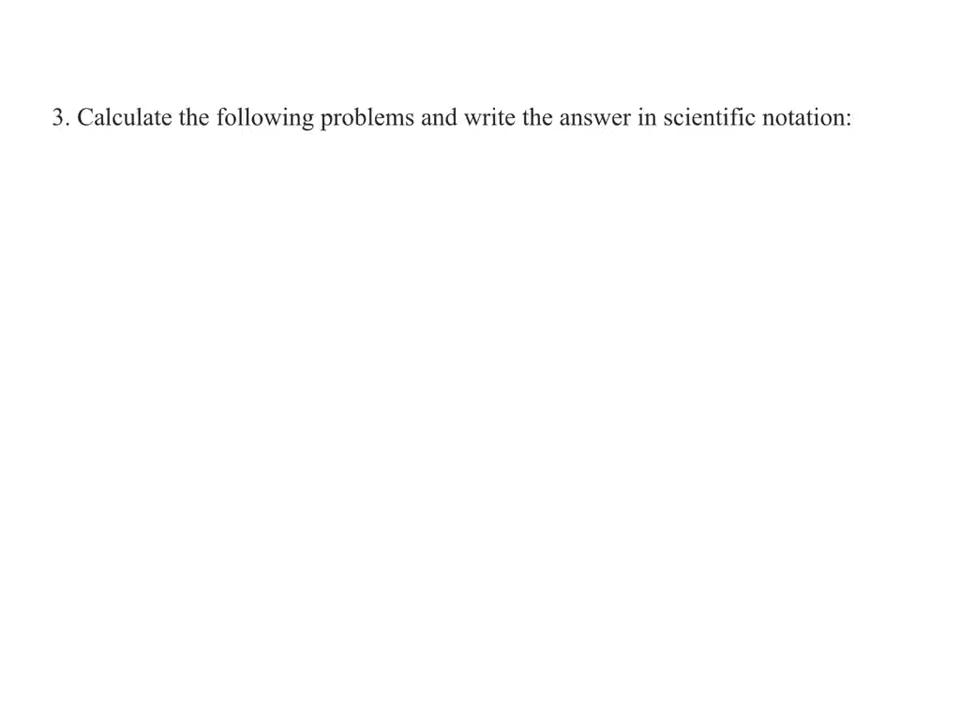 3. Calculate the following problems and write the answer in scientific notation: